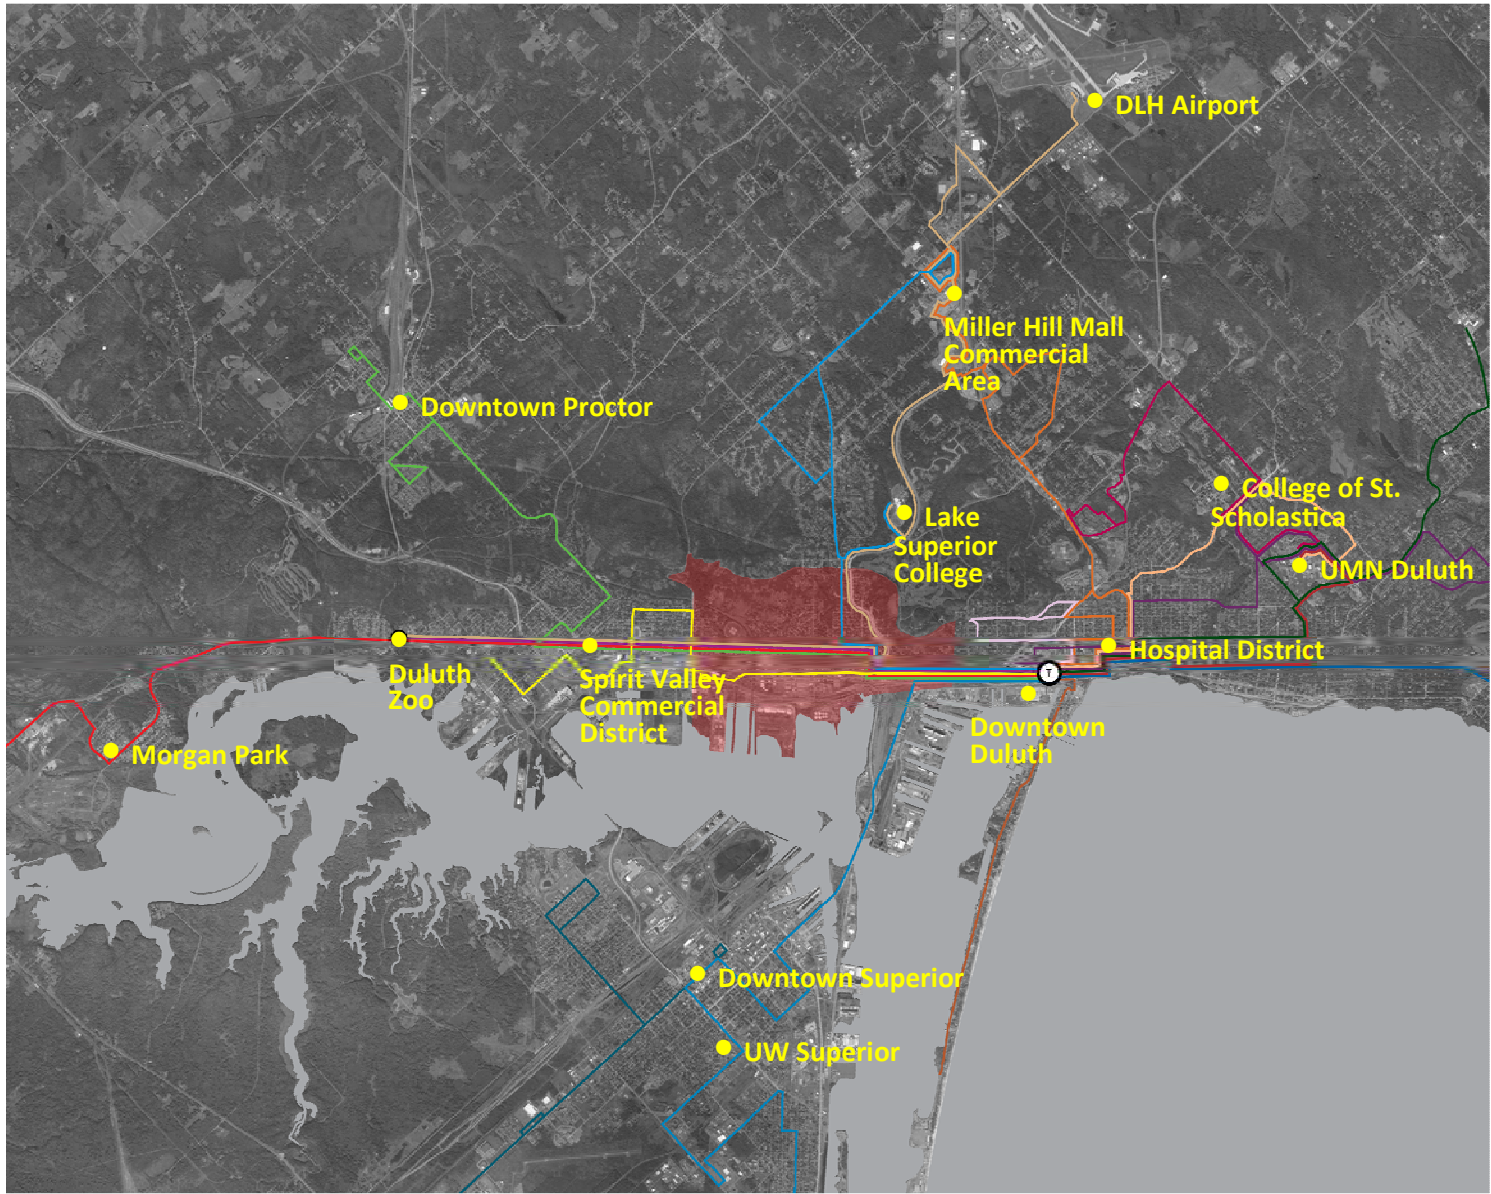 DLH Airport
Miller Hill Mall
Commercial
Area
Downtown Proctor
College of St.
Scholastica
Lake
Superior
College
UMN Duluth
Hospital District
Duluth
Zoo
Spirit Valley
Commercial
District
T
Downtown
Duluth
Morgan Park
Downtown Superior
UW Superior